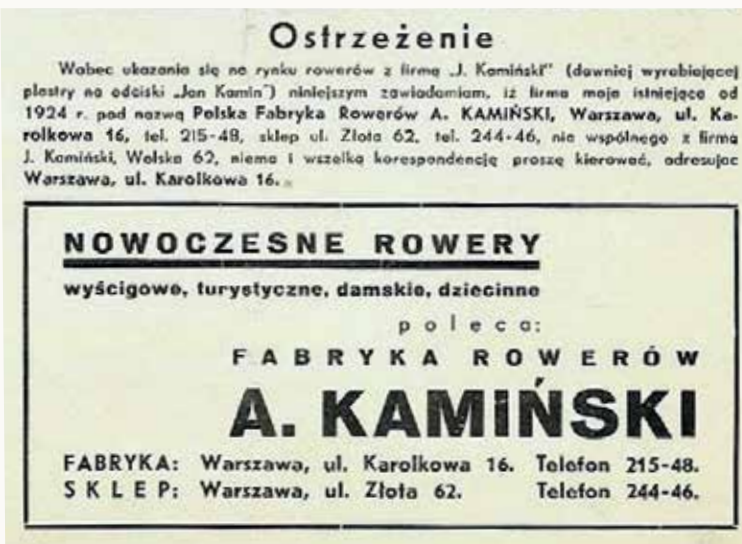 Ostrzeżenie
Wobec ukazania się na rynku rowerów z firmą „J. Kamiński" (dawniej wyrabiającej
plastry na odciski „Jan Kamin") niniejszym zawiadamiam, iż firma moja istniejąca od
1924 r. pod nazwą Polska Fabryka Rowerów A. KAMIŃSKI, Warszawa, ul. Ka-
rolkowa 16, tel. 215-48, sklep ul. Złota 62, tel. 244-46, nic wspólnego z firmą
J. Kamiński, Wolska 62, niema i wszelką korespondencję proszę kierować, adresując
Warszawa, ul. Karolkowa 16.
NOWOCZESNE ROWERY
wyścigowe, turystyczne, damskie, dziecinne
poleca:
FABRYKA ROWERÓW
A. KAMIŃSKI
FABRYKA: Warszawa, ul. Karolkowa 16. Telefon 215-48.
SKLEP: Warszawa, ul. Złota 62. Telefon 244-46.